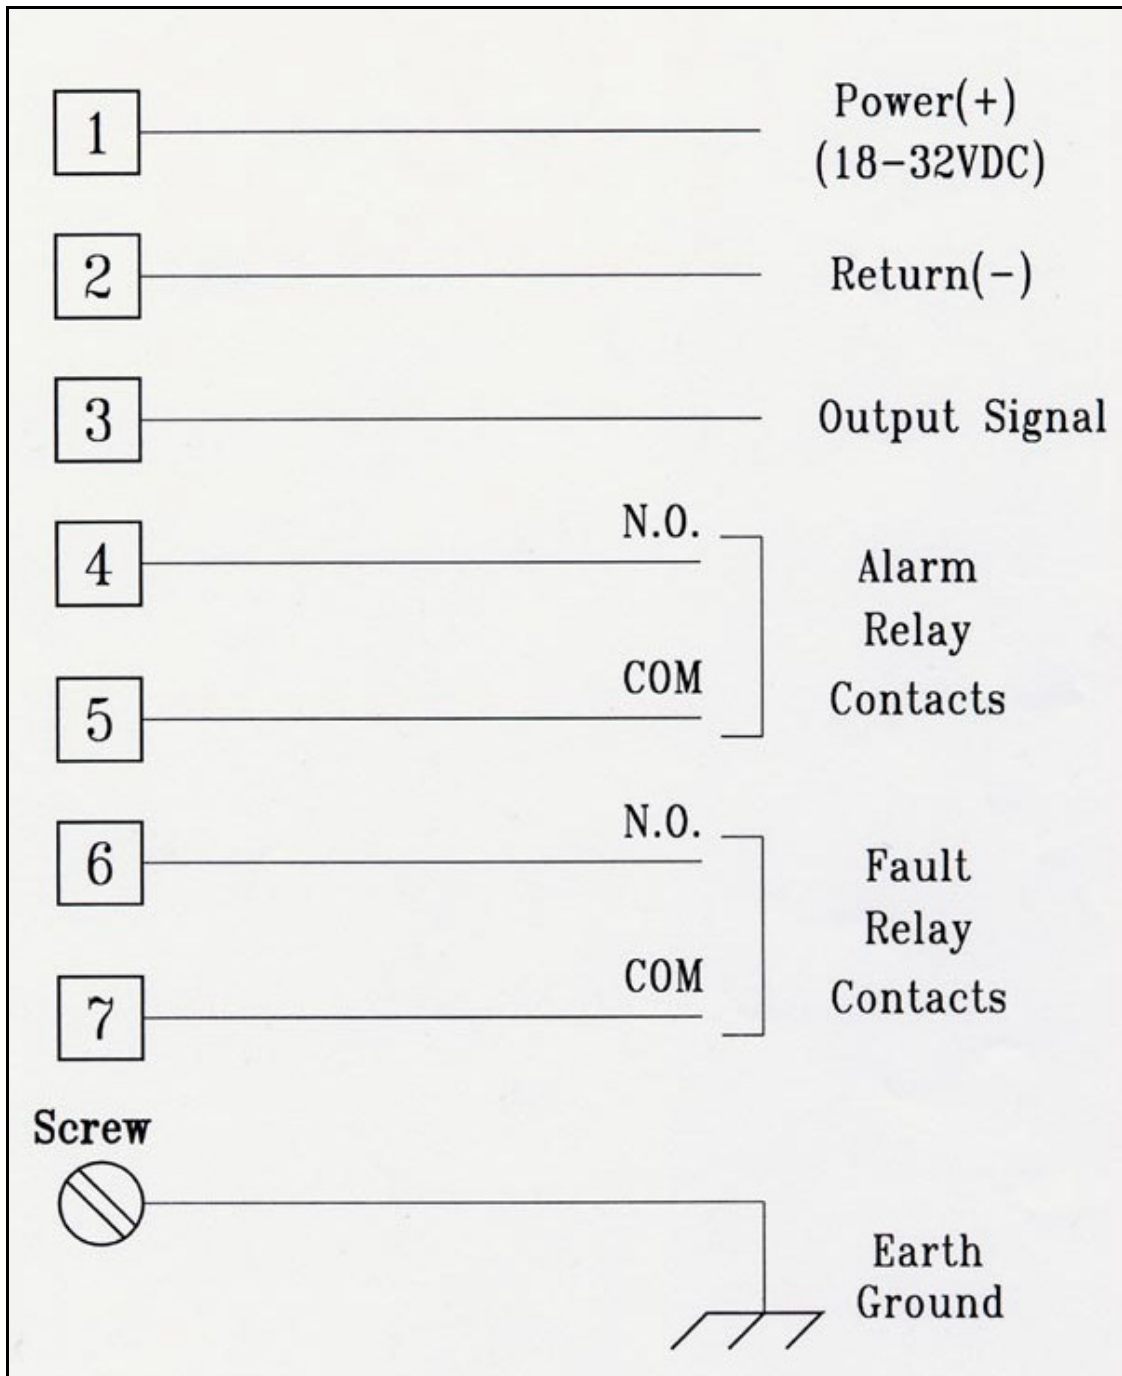 1
Power(+)
(18-32VDC)
2
Return(-)
3
Output Signal
4
N.O.
Alarm
Relay
Contacts
5
COM
6
N.O.
Fault
Relay
Contacts
7
COM
Screw
Earth
Ground